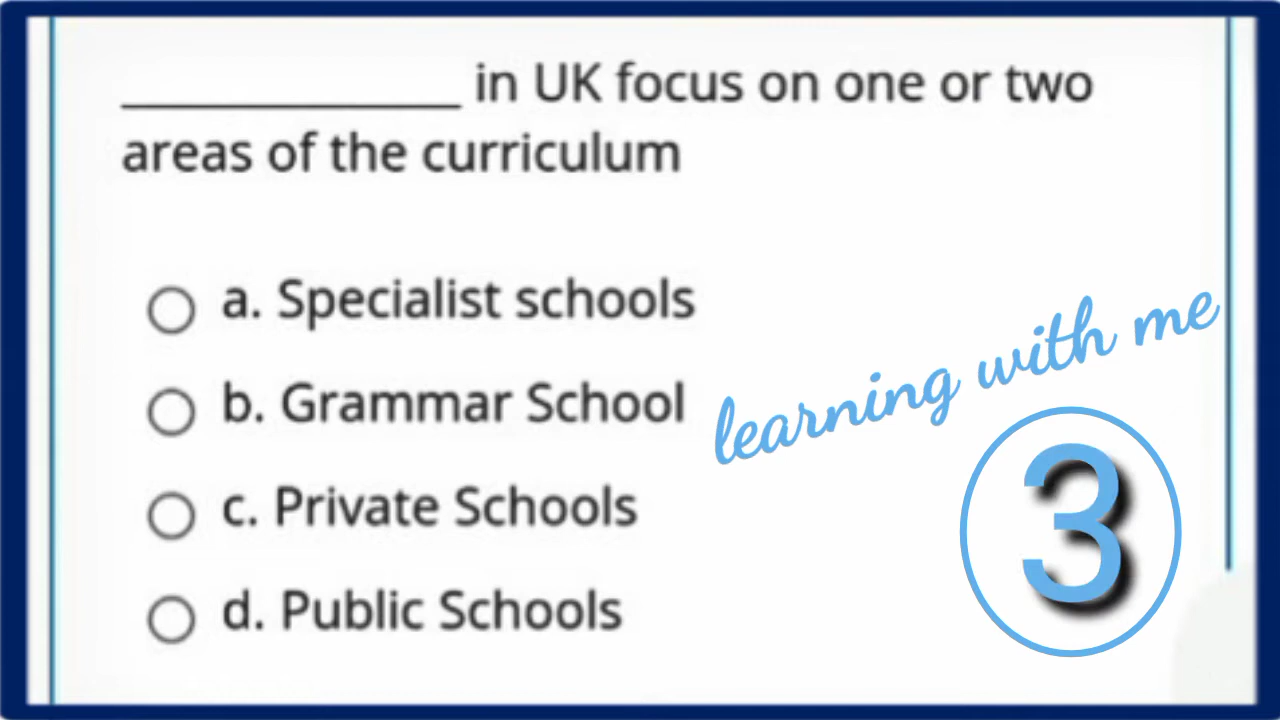 ______________ in UK focus on one or two
areas of the curriculum
a. Specialist schools
b. Grammar School
c. Private Schools
d. Public Schools
learning with me
3